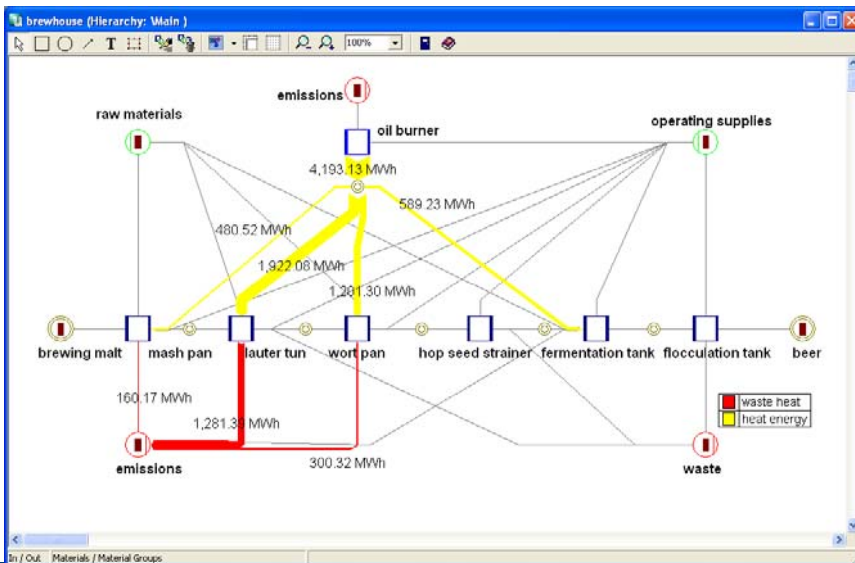 brewhouse (Hierarchy: Main )
T
100%
emissions
raw materials
oil burner
operating supplies
4,193.13 MWh
589.23 MWh
480.52 MWh
1,922.08 MWh
1,201.30 MWh
brewing malt
mash pan
lauter tun
wort pan
hop seed strainer
fermentation tank
flocculation tank
beer
160.17 MWh
waste heat
heat energy
1,281.39 MWh
300.32 MWh
emissions
waste
In / Out
Materials / Material Groups